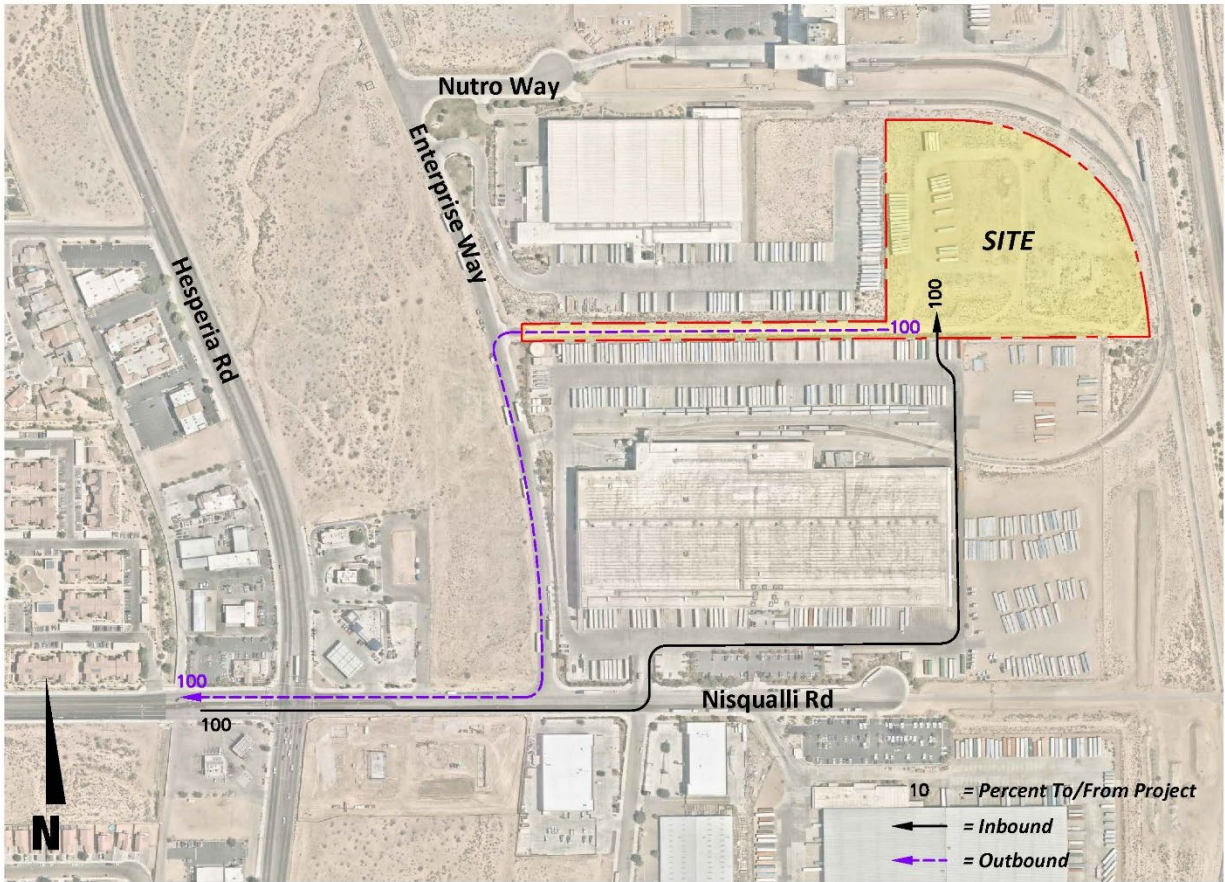 Nutro Way
Enterprise Way
Hesperia Rd
SITE
100
100
100
100
Nisqualli Rd
10 = Percent To/From Project
= Inbound
= Outbound
N